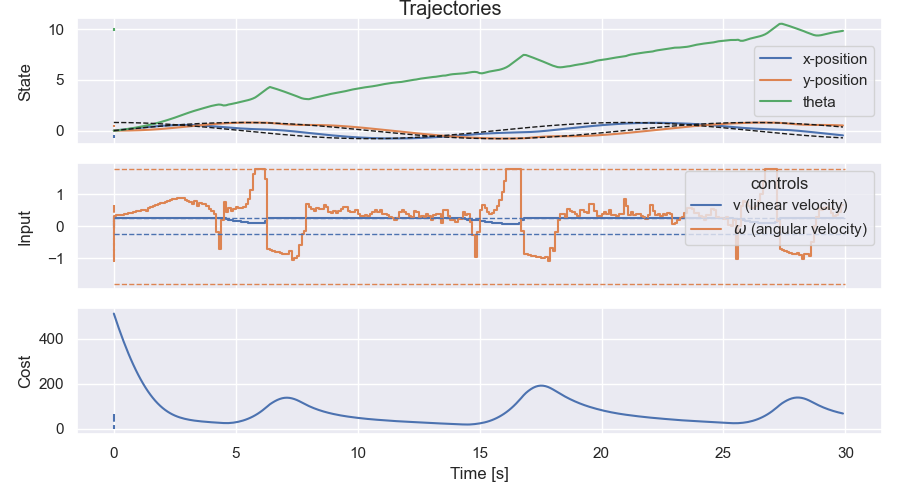 Trajectories
State
10
5
0
x-position
y-position
theta
Input
1
0
−1
controls
v (linear velocity)
ω (angular velocity)
Cost
400
200
0
0 5 10 15 20 25 30
Time [s]